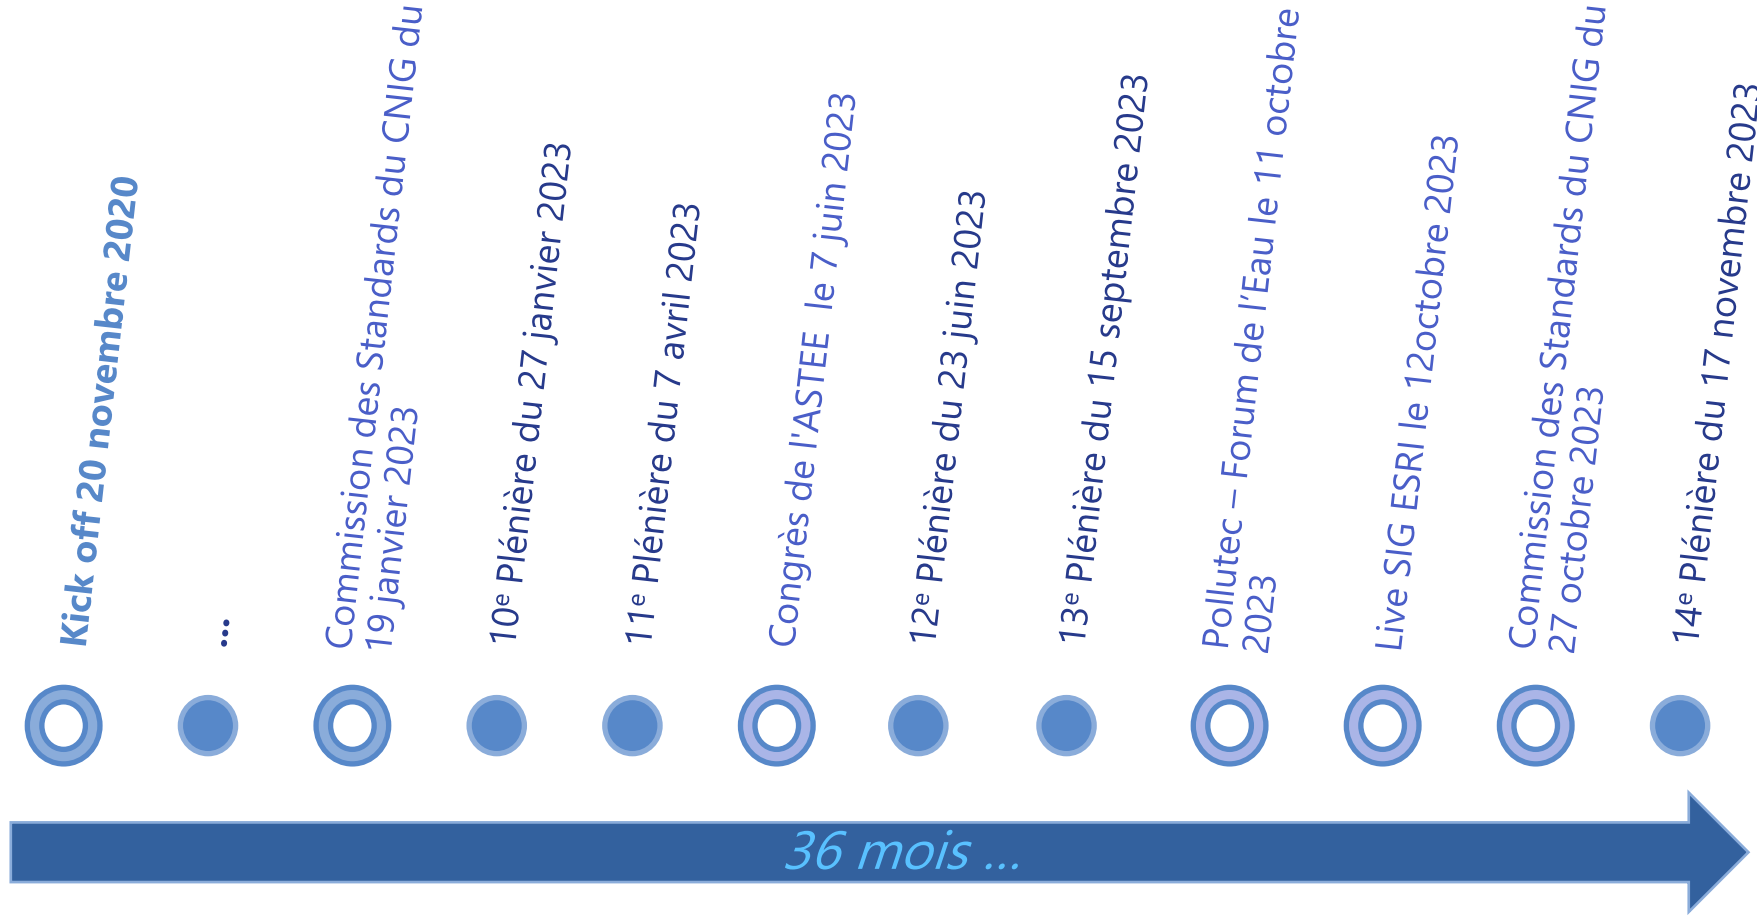 Kick off 20 novembre 2020
...
Commission des Standards du CNIG du
19 janvier 2023
10e Plénière du 27 janvier 2023
11e Plénière du 7 avril 2023
Congrès de l'ASTEE le 7 juin 2023
12e Plénière du 23 juin 2023
13e Plénière du 15 septembre 2023
Pollutec – Forum de l’Eau le 11 octobre
2023
Live SIG ESRI le 12octobre 2023
Commission des Standards du CNIG du
27 octobre 2023
14e Plénière du 17 novembre 2023
36 mois ...